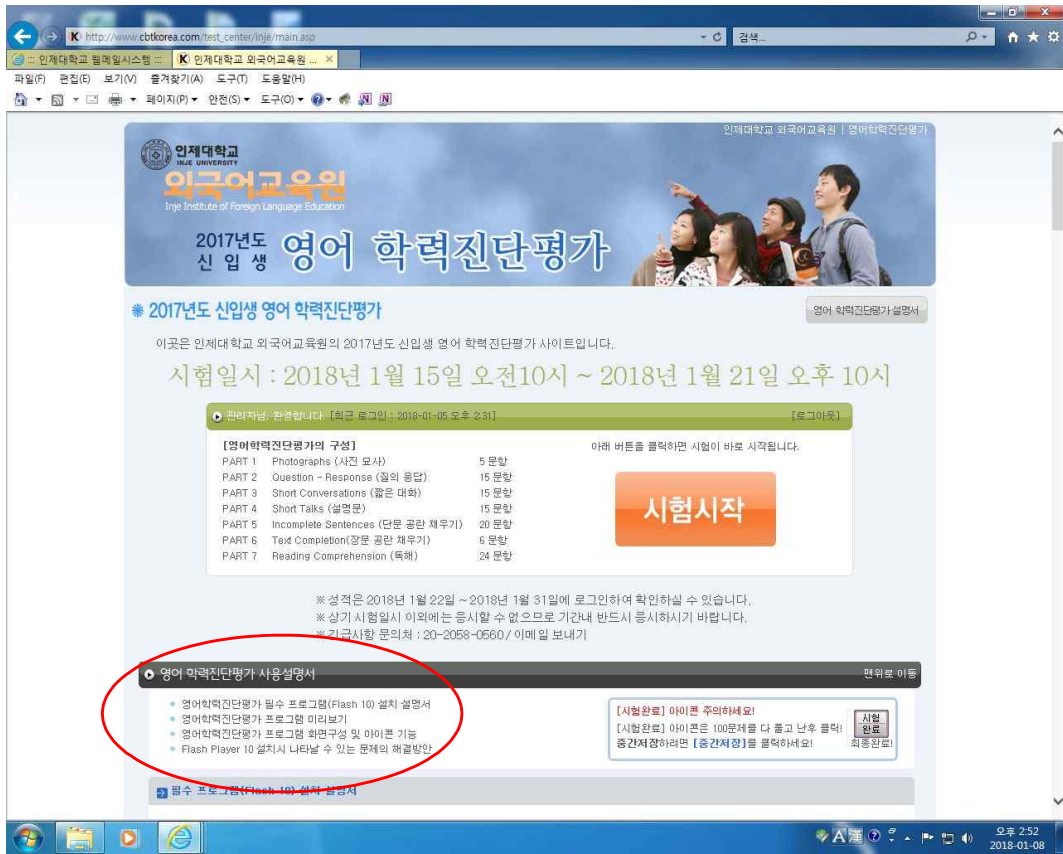 http://www.cbtkorea.com/test_center/inje/main.asp
검색...
:: 인제대학교 웹메일시스템 ::
인제대학교 외국어교육원 ...
파일(F) 편집(E) 보기(V) 즐겨찾기(A) 도구(T) 도움말(H)
페이지(P) 안전(S) 도구(O)
인제대학교 외국어교육원 | 영어학력진단평가
인제대학교
INJE UNIVERSITY
외국어교육원
Inje Institute of Foreign Language Education
2017년도
신 입 생
영어 학력진단평가
2017년도 신입생 영어 학력진단평가
영어 학력진단평가 설명서
이곳은 인제대학교 외국어교육원의 2017년도 신입생 영어 학력진단평가 사이트입니다.
시험일시 : 2018년 1월 15일 오전10시 ~ 2018년 1월 21일 오후 10시
관리자님, 환영합니다. [최근 로그인 : 2018-01-05 오후 2:31] [로그아웃]
[영어학력진단평가의 구성]
아래 버튼을 클릭하면 시험이 바로 시작됩니다.
PART 1 Photographs (사진 묘사) 5 문항
PART 2 Question - Response (질의 응답) 15 문항
PART 3 Short Conversations (짧은 대화) 15 문항
PART 4 Short Talks (설명문) 15 문항
PART 5 Incomplete Sentences (단문 공란 채우기) 20 문항
PART 6 Text Completion(장문 공란 채우기) 6 문항
PART 7 Reading Comprehension (독해) 24 문항
시험시작
※ 성적은 2018년 1월 22일 ~ 2018년 1월 31일에 로그인하여 확인하실 수 있습니다.
※ 상기 시험일시 이외에는 응시할 수 없으므로 기간내 반드시 응시하시기 바랍니다.
※ 긴급사항 문의처 : 20-2058-0560 / 이메일 보내기
영어 학력진단평가 사용설명서
맨위로 이동
영어학력진단평가 필수 프로그램(Flash 10) 설치 설명서
영어학력진단평가 프로그램 미리보기
영어학력진단평가 프로그램 화면구성 및 아이콘 기능
Flash Player 10 설치시 나타날 수 있는 문제의 해결방안
[시험완료] 아이콘 주의하세요!
[시험완료] 아이콘은 100문제를 다 풀고 난후 클릭!
중간저장하려면 [중간저장]를 클릭하세요!
시험
완료
최종완료!
필수 프로그램(Flash 10) 설치 설명서
A 漢
오후 2:52
2018-01-08